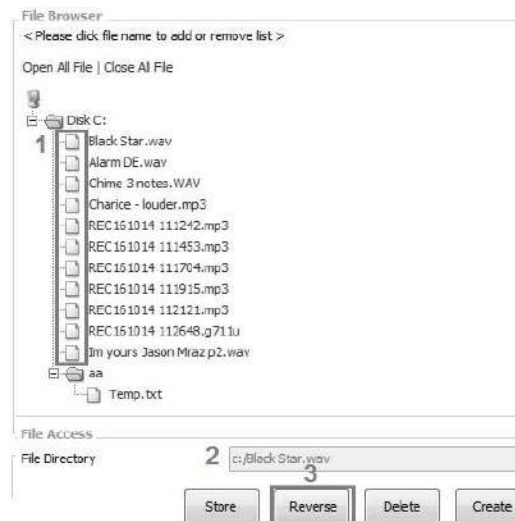 File Browser
< Please click file name to add or remove list >
Open All File | Close All File
Disk C:
1
Black Star.wav
Alarm DE.wav
Chime 3 notes.WAV
Charice - louder.mp3
REC161014 111242.mp3
REC161014 111453.mp3
REC161014 111704.mp3
REC161014 111915.mp3
REC161014 112121.mp3
REC161014 112648.g711u
Im yours Jason Mraz p2.wav
aa
Temp.txt
File Access
File Directory 2 c:/Black Star.wav
3
Store Reverse Delete Create